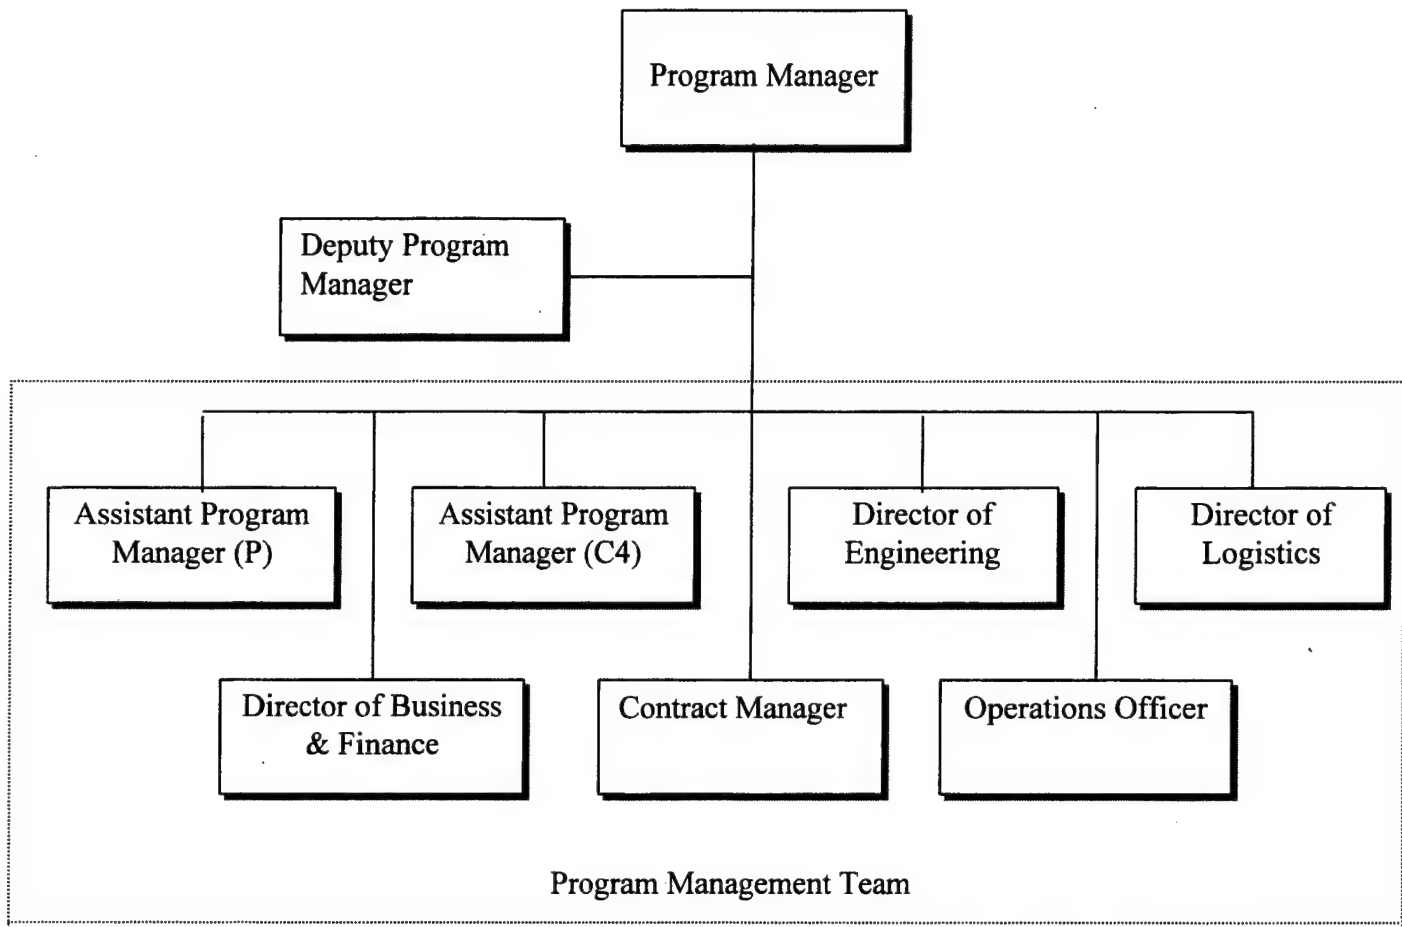 Program Manager
Deputy Program
Manager
Assistant Program
Manager (P)
Assistant Program
Manager (C4)
Director of
Engineering
Director of
Logistics
Director of Business
& Finance
Contract Manager
Operations Officer
Program Management Team